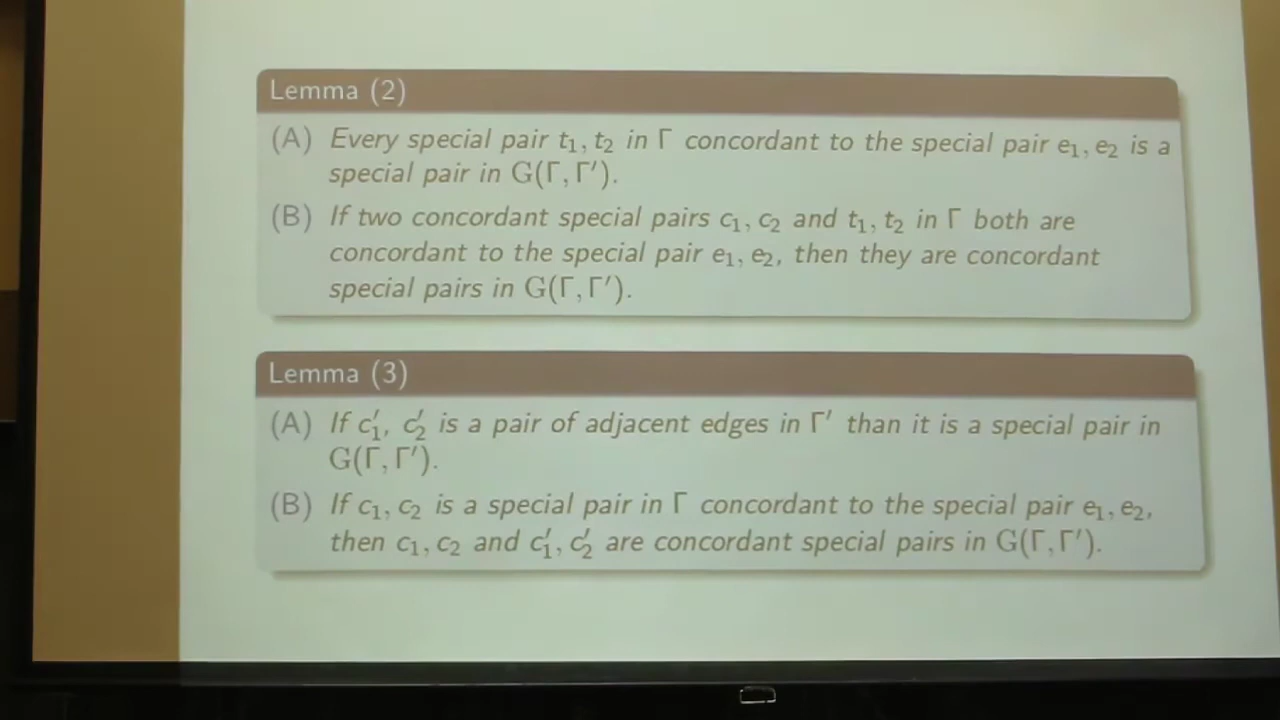 Lemma (2)
(A) Every special pair t₁, t₂ in Γ concordant to the special pair e₁, e₂ is a
special pair in G(Γ, Γ′).
(B) If two concordant special pairs c₁, c₂ and t₁, t₂ in Γ both are
concordant to the special pair e₁, e₂, then they are concordant
special pairs in G(Γ, Γ′).
Lemma (3)
(A) If c′₁, c′₂ is a pair of adjacent edges in Γ′ than it is a special pair in
G(Γ, Γ′).
(B) If c₁, c₂ is a special pair in Γ concordant to the special pair e₁, e₂,
then c₁, c₂ and c′₁, c′₂ are concordant special pairs in G(Γ, Γ′).